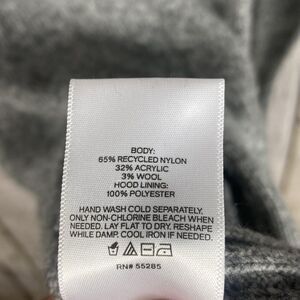 BODY:
65% RECYCLED NYLON
32% ACRYLIC
3% WOOL
HOOD LINING:
100% POLYESTER
HAND WASH COLD SEPARATELY.
ONLY NON-CHLORINE BLEACH WHEN
NEEDED. LAY FLAT TO DRY. RESHAPE
WHILE DAMP. COOL IRON IF NEEDED.
RN# 55285